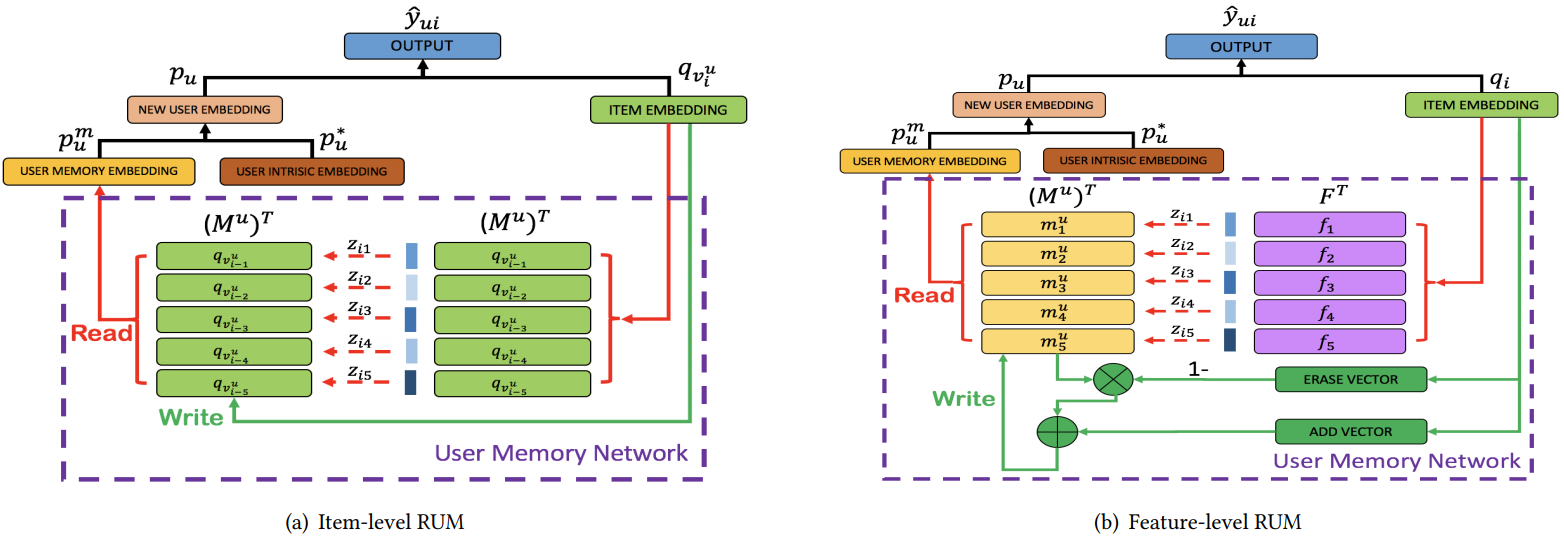 ŷ_{ui}
OUTPUT
p_u
q_{v_i^u}
NEW USER EMBEDDING
ITEM EMBEDDING
p_u^m
p_u^*
USER MEMORY EMBEDDING
USER INTRISIC EMBEDDING
(M^u)^T
(M^u)^T
q_{v_{i-1}^u}
z_{i1}
q_{v_{i-1}^u}
q_{v_{i-2}^u}
z_{i2}
q_{v_{i-2}^u}
q_{v_{i-3}^u}
z_{i3}
q_{v_{i-3}^u}
Read
q_{v_{i-4}^u}
z_{i4}
q_{v_{i-4}^u}
q_{v_{i-5}^u}
z_{i5}
q_{v_{i-5}^u}
Write
User Memory Network
(a) Item-level RUM
ŷ_{ui}
OUTPUT
p_u
q_i
NEW USER EMBEDDING
ITEM EMBEDDING
p_u^m
p_u^*
USER MEMORY EMBEDDING
USER INTRISIC EMBEDDING
(M^u)^T
F^T
m_1^u
z_{i1}
f_1
m_2^u
z_{i2}
f_2
m_3^u
z_{i3}
f_3
Read
m_4^u
z_{i4}
f_4
m_5^u
z_{i5}
f_5
1-
ERASE VECTOR
Write
ADD VECTOR
User Memory Network
(b) Feature-level RUM